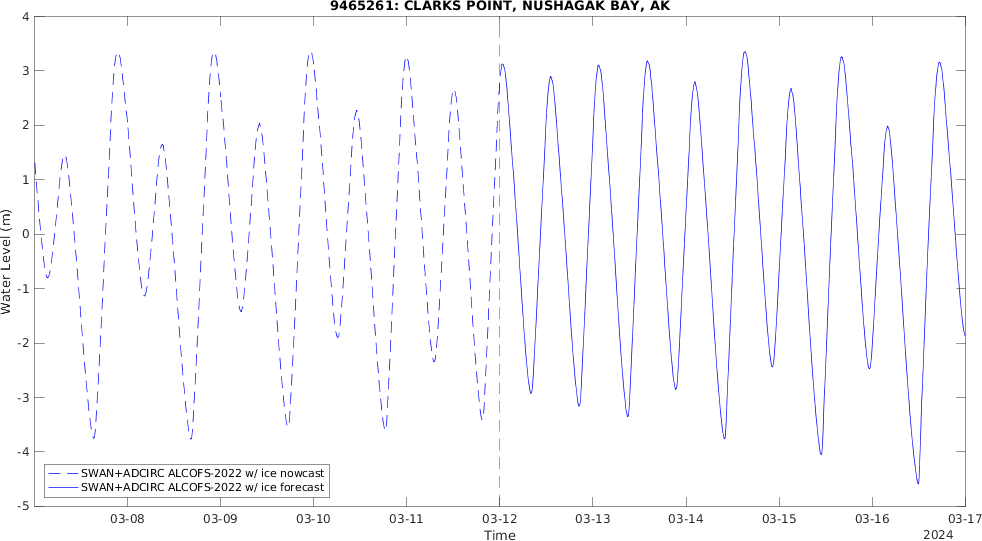 9465261: CLARKS POINT, NUSHAGAK BAY, AK
4
3
2
1
0
-1
-2
-3
-4
-5
Water Level (m)
SWAN+ADCIRC ALCOFS-2022 w/ ice nowcast
SWAN+ADCIRC ALCOFS-2022 w/ ice forecast
03-08 03-09 03-10 03-11 03-12 03-13 03-14 03-15 03-16 03-17
Time
2024